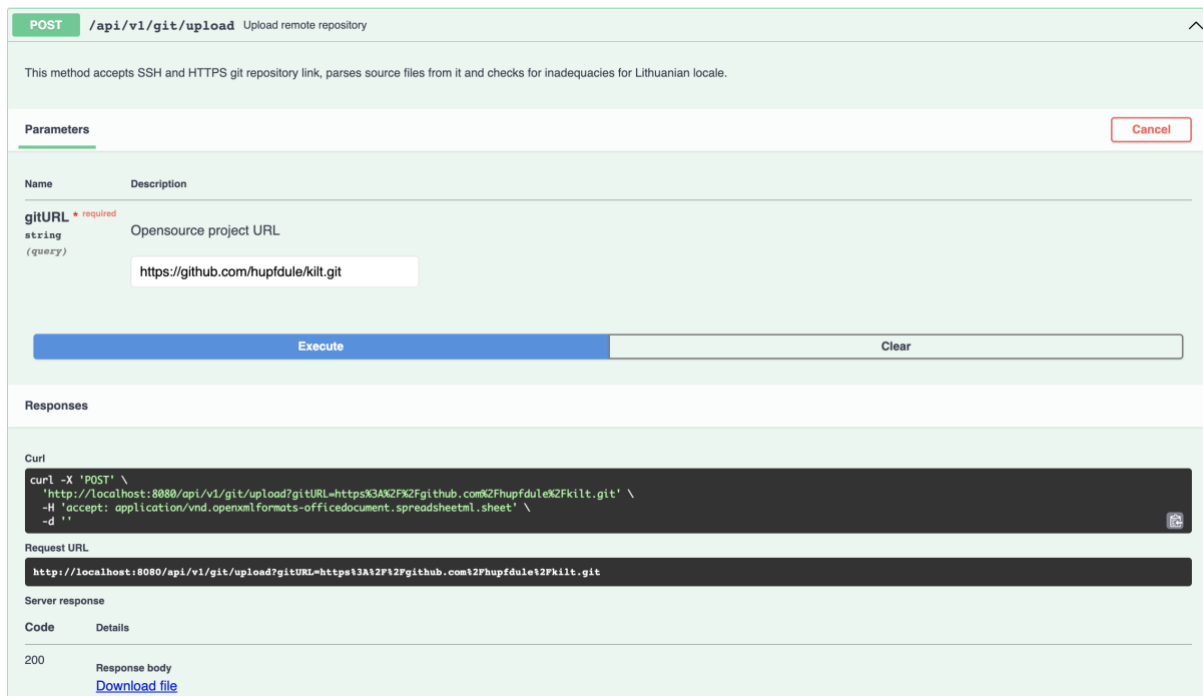 POST /api/v1/git/upload Upload remote repository
This method accepts SSH and HTTPS git repository link, parses source files from it and checks for inadequacies for Lithuanian locale.
Parameters
Cancel
Name Description
gitURL * required
string
(query)
Opensource project URL
https://github.com/hupfdule/kilt.git
Execute Clear
Responses
Curl
curl -X 'POST' \
'http://localhost:8080/api/v1/git/upload?gitURL=https%3A%2F%2Fgithub.com%2Fhupfdule%2Fkilt.git' \
-H 'accept: application/vnd.openxmlformats-officedocument.spreadsheetml.sheet' \
-d ''
Request URL
http://localhost:8080/api/v1/git/upload?gitURL=https%3A%2F%2Fgithub.com%2Fhupfdule%2Fkilt.git
Server response
Code Details
200
Response body
Download file